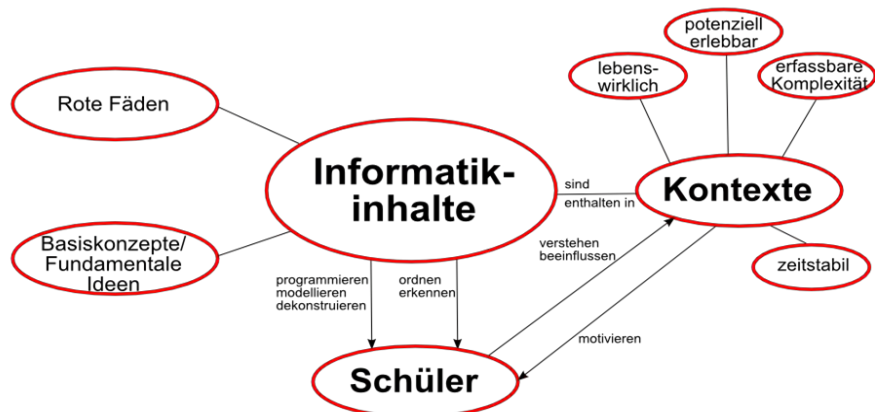 potenziell
erlebbar
lebens-
wirklich
erfassbare
Komplexität
Rote Fäden
Informatik-
inhalte
sind
enthalten in
Kontexte
Basiskonzepte/
Fundamentale
Ideen
verstehen
beeinflussen
zeitstabil
programmieren
modellieren
dekonstruieren
ordnen
erkennen
motivieren
Schüler